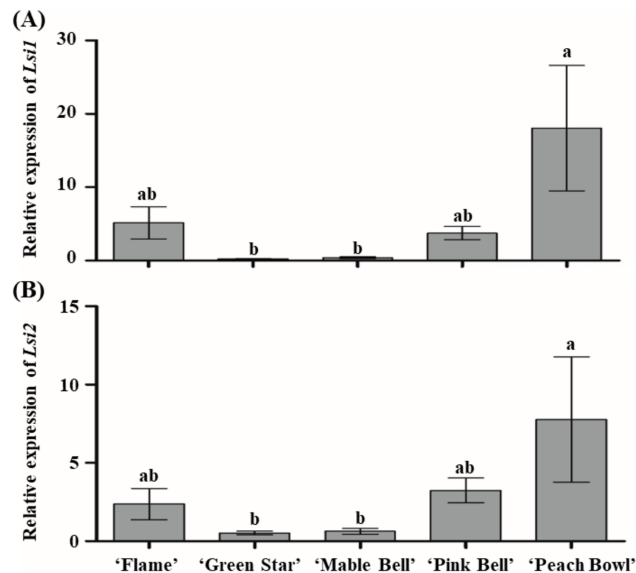 (A)
Relative expression of Lsi1
30
20
10
0
ab
b
b
ab
a
(B)
Relative expression of Lsi2
15
10
5
0
ab
b
b
ab
a
‘Flame’ ‘Green Star’ ‘Mable Bell’ ‘Pink Bell’ ‘Peach Bowl’